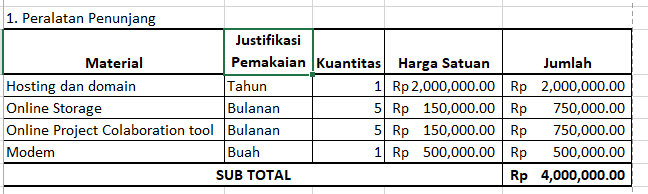 1. Peralatan Penunjang
Material Justifikasi Pemakaian Kuantitas Harga Satuan Jumlah
Hosting dan domain Tahun 1 Rp 2,000,000.00 Rp 2,000,000.00
Online Storage Bulanan 5 Rp 150,000.00 Rp 750,000.00
Online Project Colaboration tool Bulanan 5 Rp 150,000.00 Rp 750,000.00
Modem Buah 1 Rp 500,000.00 Rp 500,000.00
SUB TOTAL Rp 4,000,000.00